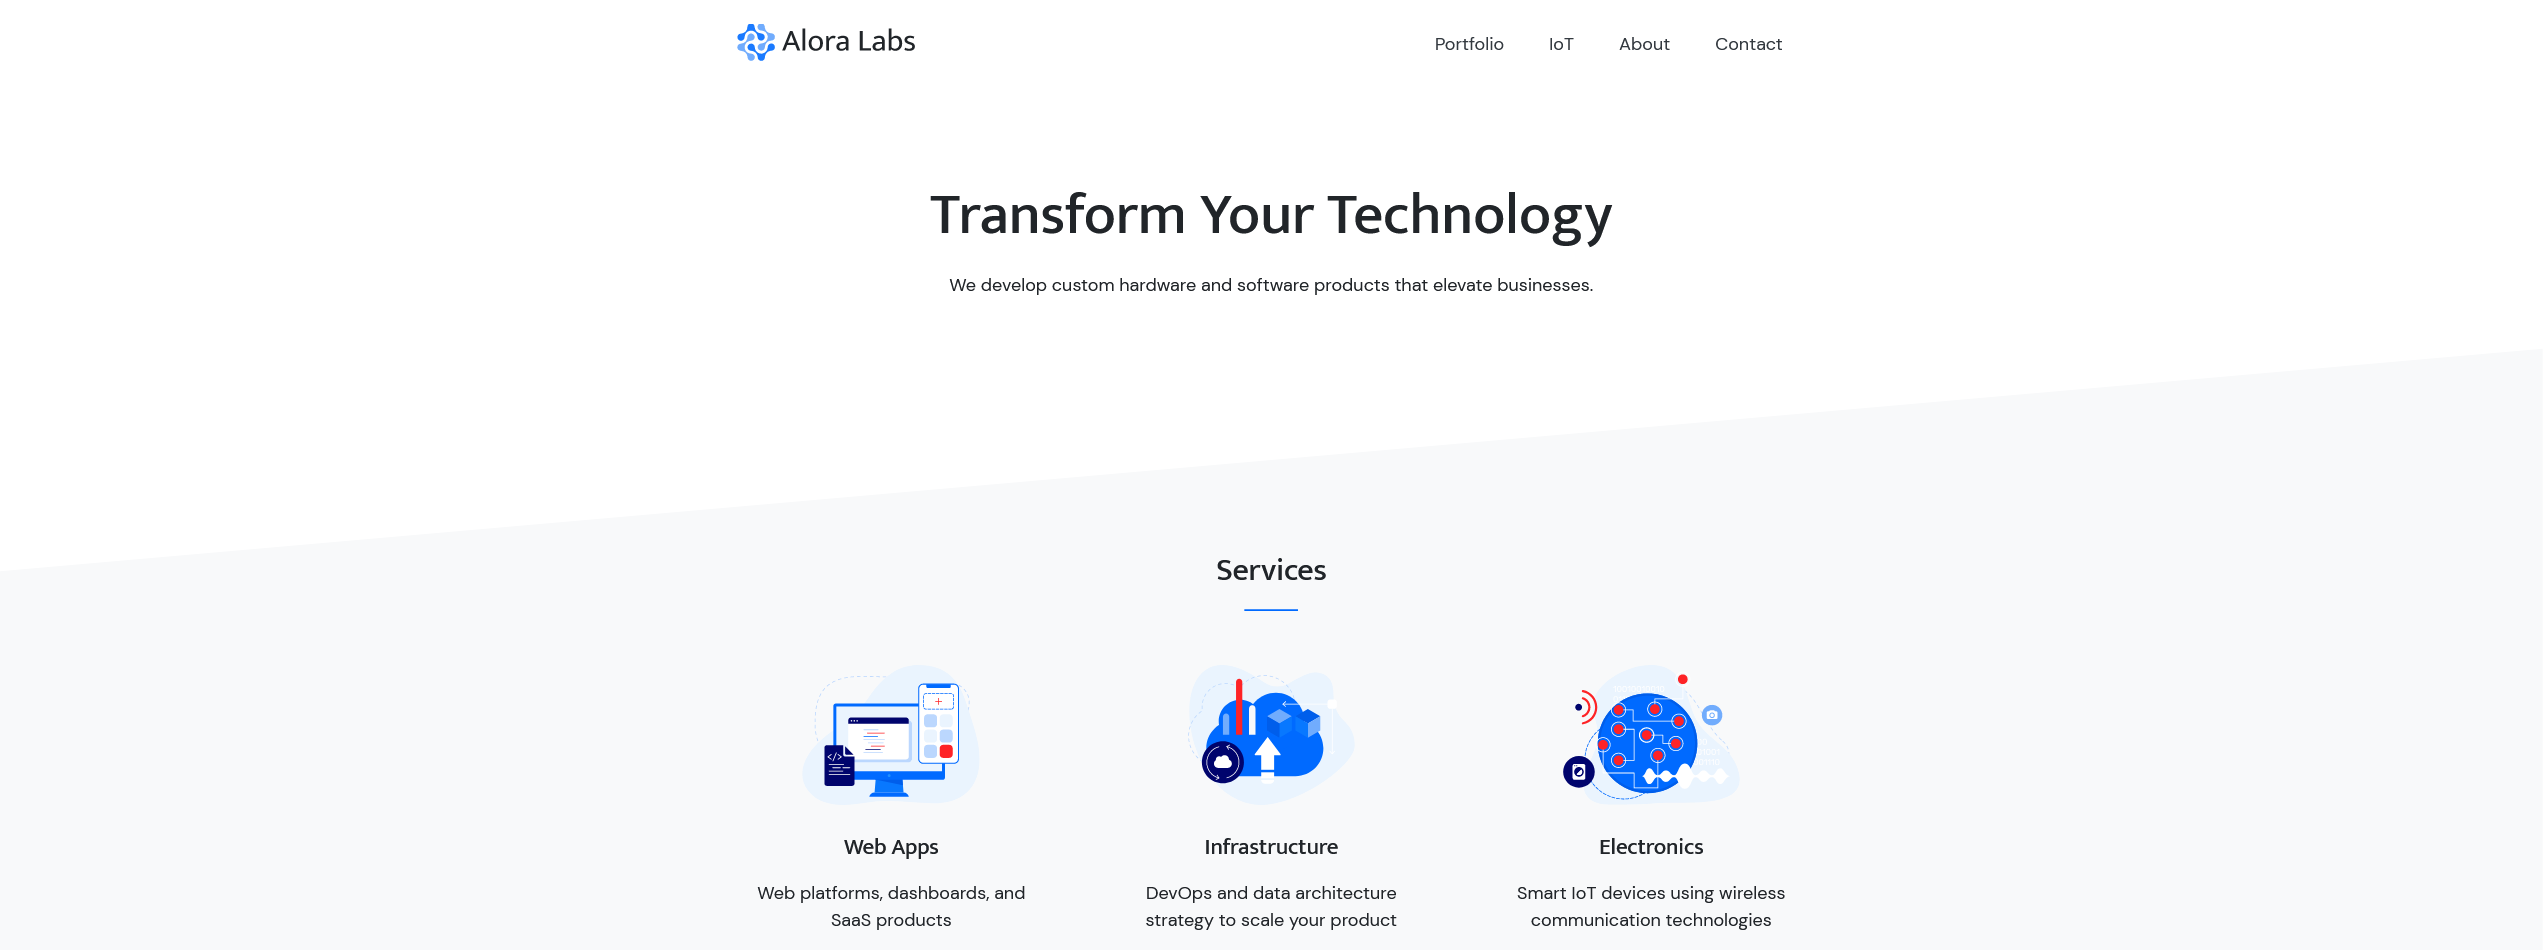 Alora Labs
Portfolio
IoT
About
Contact
Transform Your Technology
We develop custom hardware and software products that elevate businesses.
Services
Web Apps
Web platforms, dashboards, and
SaaS products
Infrastructure
DevOps and data architecture
strategy to scale your product
Electronics
Smart IoT devices using wireless
communication technologies